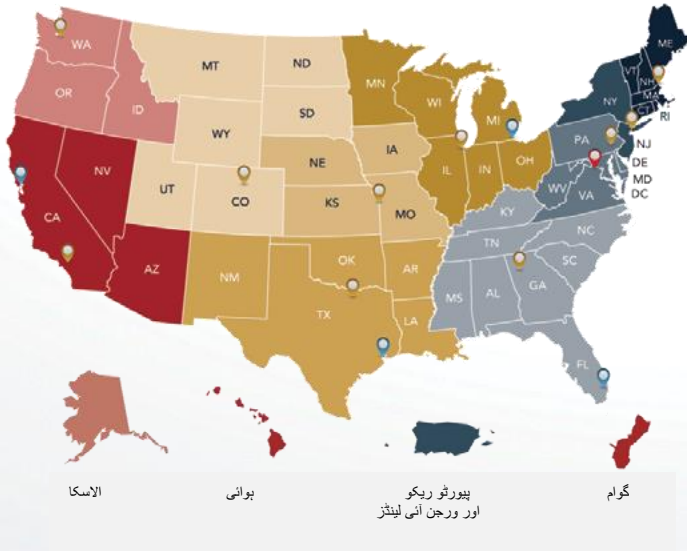 WA
OR
ID
MT
ND
SD
WY
NE
IA
UT
CO
KS
MO
CA
NV
AZ
NM
OK
TX
AR
LA
MN
WI
MI
IL
IN
OH
KY
TN
MS
AL
GA
NC
SC
FL
WV
VA
PA
NY
VT
NH
ME
MA
CT
RI
NJ
DE
MD
DC
الاسکا
ہوائی
پیورٹو ریکو
اور ورجن آئی لینڈز
گوام